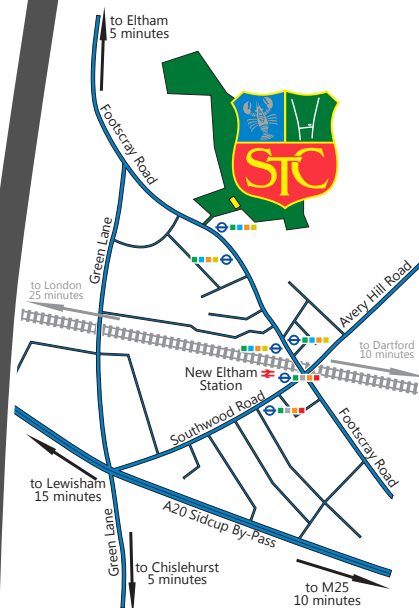 to Eltham
5 minutes
Footscray Road
STC
Green Lane
to London
25 minutes
Avery Hill Road
to Dartford
10 minutes
New Eltham
Station
Southwood Road
Footscray Road
to Lewisham
15 minutes
A20 Sidcup By-Pass
Green Lane
to Chislehurst
5 minutes
to M25
10 minutes